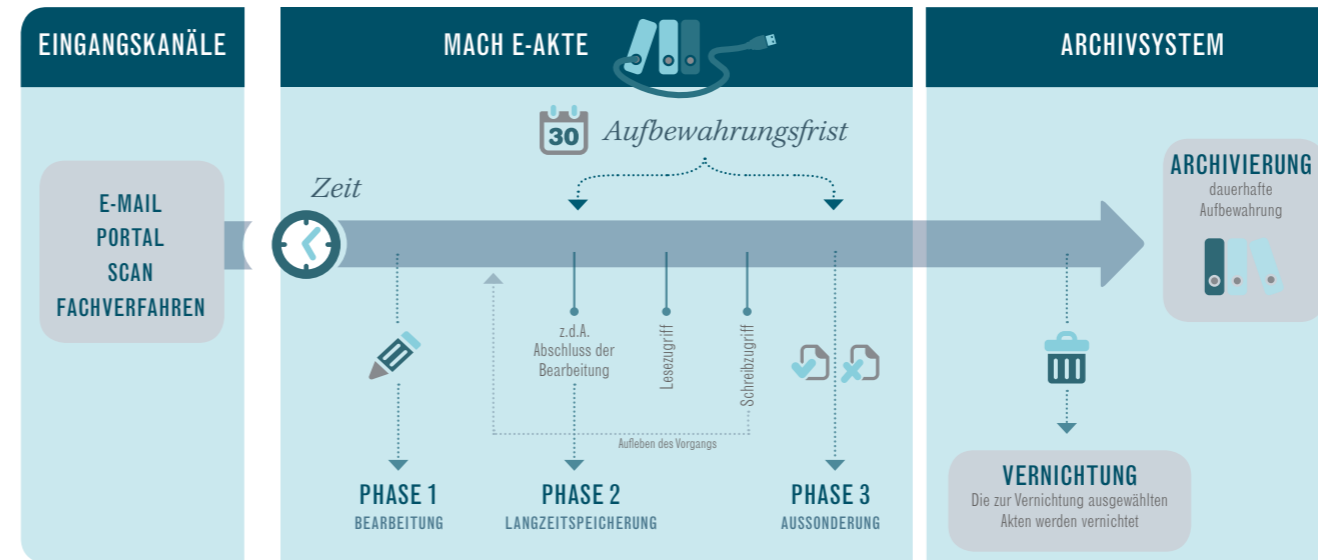 EINGANGSKANÄLE
MACH E-AKTE
ARCHIVSYSTEM
E-MAIL
PORTAL
SCAN
FACHVERFAHREN
Zeit
30
Aufbewahrungsfrist
z.d.A.
Abschluss der
Bearbeitung
Lesezugriff
Schreibzugriff
Aufleben des Vorgangs
PHASE 1
BEARBEITUNG
PHASE 2
LANGZEITSPEICHERUNG
PHASE 3
AUSSONDERUNG
ARCHIVIERUNG
dauerhafte
Aufbewahrung
VERNICHTUNG
Die zur Vernichtung ausgewählten
Akten werden vernichtet